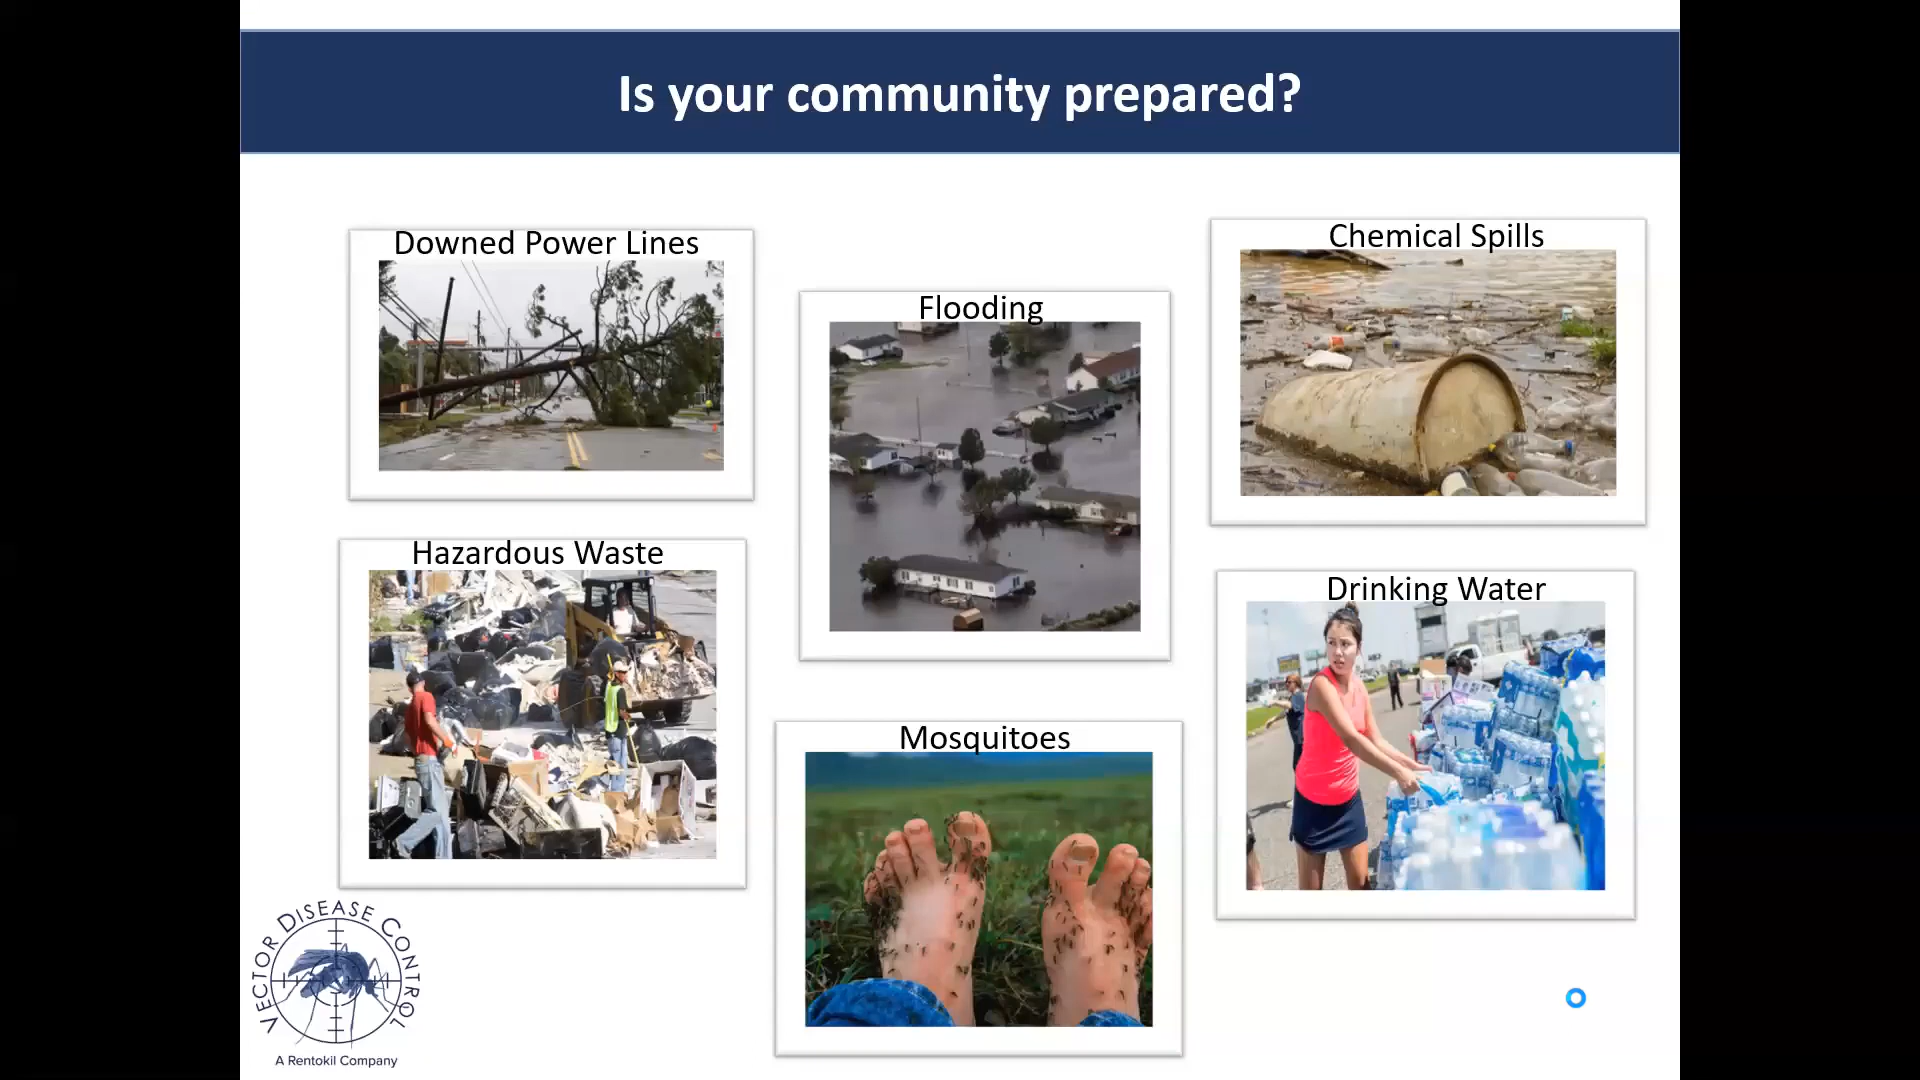 Is your community prepared?
Downed Power Lines
Flooding
Chemical Spills
Hazardous Waste
Mosquitoes
Drinking Water
VECTOR DISEASE CONTROL
A Rentokil Company